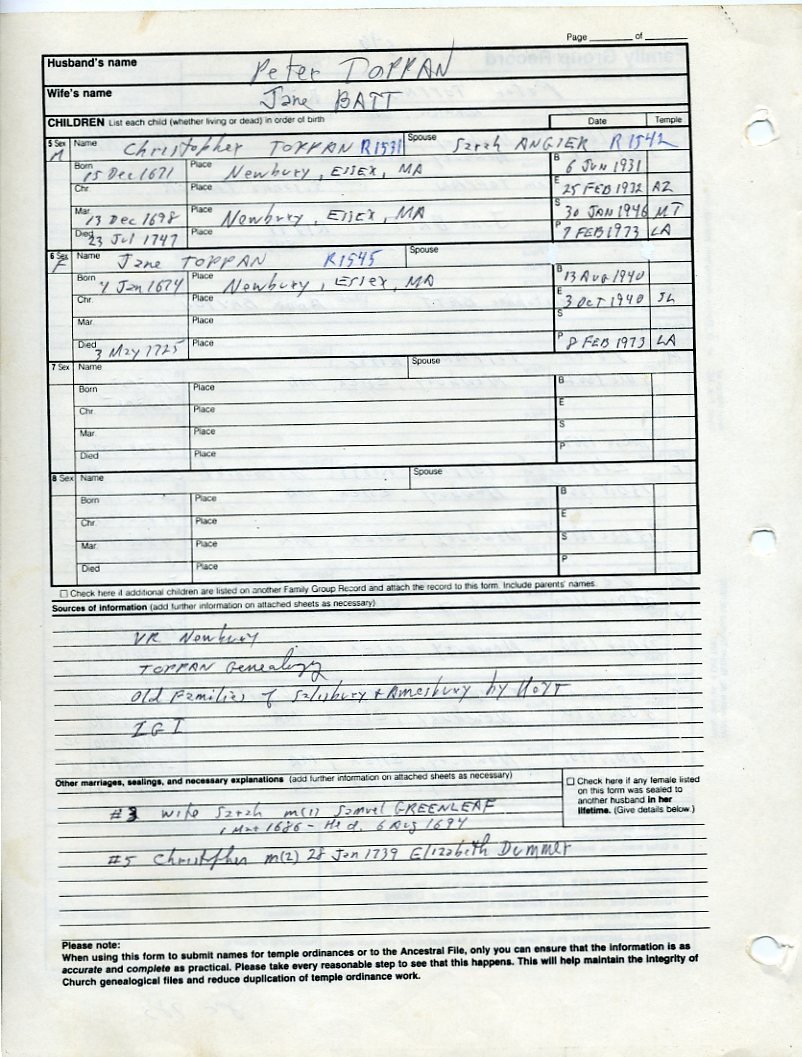 Page ______ of ______
Husband's name Peter TOPPAN
Wife's name Jane BATT
CHILDREN List each child (whether living or dead) in order of birth Date Temple
5 Sex M Name Christopher TOPPAN R1531 Spouse Sarah ANGIER R1542
Born 15 Dec 1671 Place Newbury, Essex, MA B 6 JUN 1931
Chr. Place E 25 FEB 1932 AZ
Mar. 13 Dec 1698 Place Newbury, Essex, MA S 30 JAN 1946 MT
Died 23 Jul 1747 Place P 7 FEB 1973 LA
6 Sex F Name Jane TOPPAN R1545 Spouse
Born 4 Jan 1674 Place Newbury, Essex, MA B 13 Aug 1940
Chr. Place E 3 OCT 1940 JL
Mar. Place S
Died 3 May 1725 Place P 8 FEB 1973 LA
7 Sex Name Spouse
Born Place B
Chr. Place E
Mar. Place S
Died Place P
8 Sex Name Spouse
Born Place B
Chr. Place E
Mar. Place S
Died Place P
Check here if additional children are listed on another Family Group Record and attach the record to this form. Include parents' names.
Sources of Information (add further information on attached sheets as necessary)
VR Newbury
TOPPAN Genealogy
Old Families of Salisbury + Amesbury by Hoyt
IGI
Other marriages, sealings, and necessary explanations (add further information on attached sheets as necessary)
Check here if any female listed
on this form was sealed to
another husband in her
lifetime. (Give details below.)
#3 wife Sarah m(1) Samuel GREENLEAF
1 Mar 1686 - He d. 6 Aug 1694
#5 Christopher m(2) 28 Jan 1739 Elizabeth Dummer
Please note:
When using this form to submit names for temple ordinances or to the Ancestral File, only you can ensure that the information is as
accurate and complete as practical. Please take every reasonable step to see that this happens. This will help maintain the integrity of
Church genealogical files and reduce duplication of temple ordinance work.